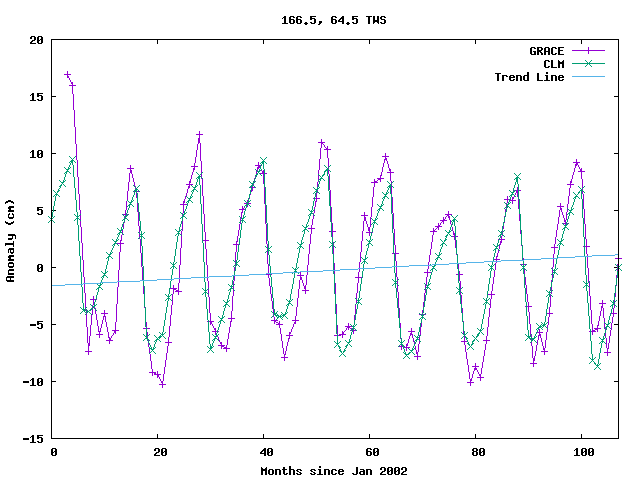 166.5, 64.5 TWS
GRACE
CLM
Trend Line
20
15
10
5
0
-5
-10
-15
Anomaly (cm)
0 20 40 60 80 100
Months since Jan 2002